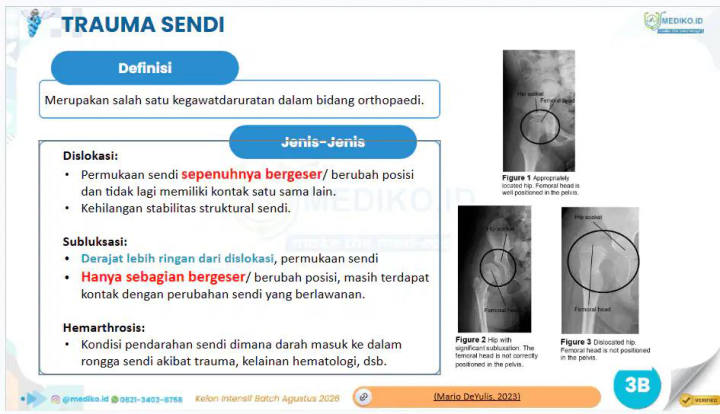 TRAUMA SENDI
MEDIKO.ID
Definisi
Merupakan salah satu kegawatdaruratan dalam bidang orthopaedi.
Jenis-Jenis
Dislokasi:
• Permukaan sendi sepenuhnya bergeser/ berubah posisi
dan tidak lagi memiliki kontak satu sama lain.
• Kehilangan stabilitas struktural sendi.
Subluksasi:
• Derajat lebih ringan dari dislokasi, permukaan sendi
• Hanya sebagian bergeser/ berubah posisi, masih terdapat
kontak dengan perubahan sendi yang berlawanan.
Hemarthrosis:
• Kondisi pendarahan sendi dimana darah masuk ke dalam
rongga sendi akibat trauma, kelainan hematologi, dsb.
MEDIKO.ID
Hip socket
Femoral head
Figure 1 Appropriately
located hip. Femoral head is
well positioned in the pelvis.
Hip socket
Femoral head
Figure 2 Hip with
significant subluxation. The
femoral head is not correctly
positioned in the pelvis.
Hip socket
Femoral head
Figure 3 Dislocated hip.
Femoral head is not positioned
in the pelvis.
@mediko.id 0821-3403-8768 Kelon Intensif Batch Agustus 2026
(Mario DeYulis, 2023)
3B
VERIFIED